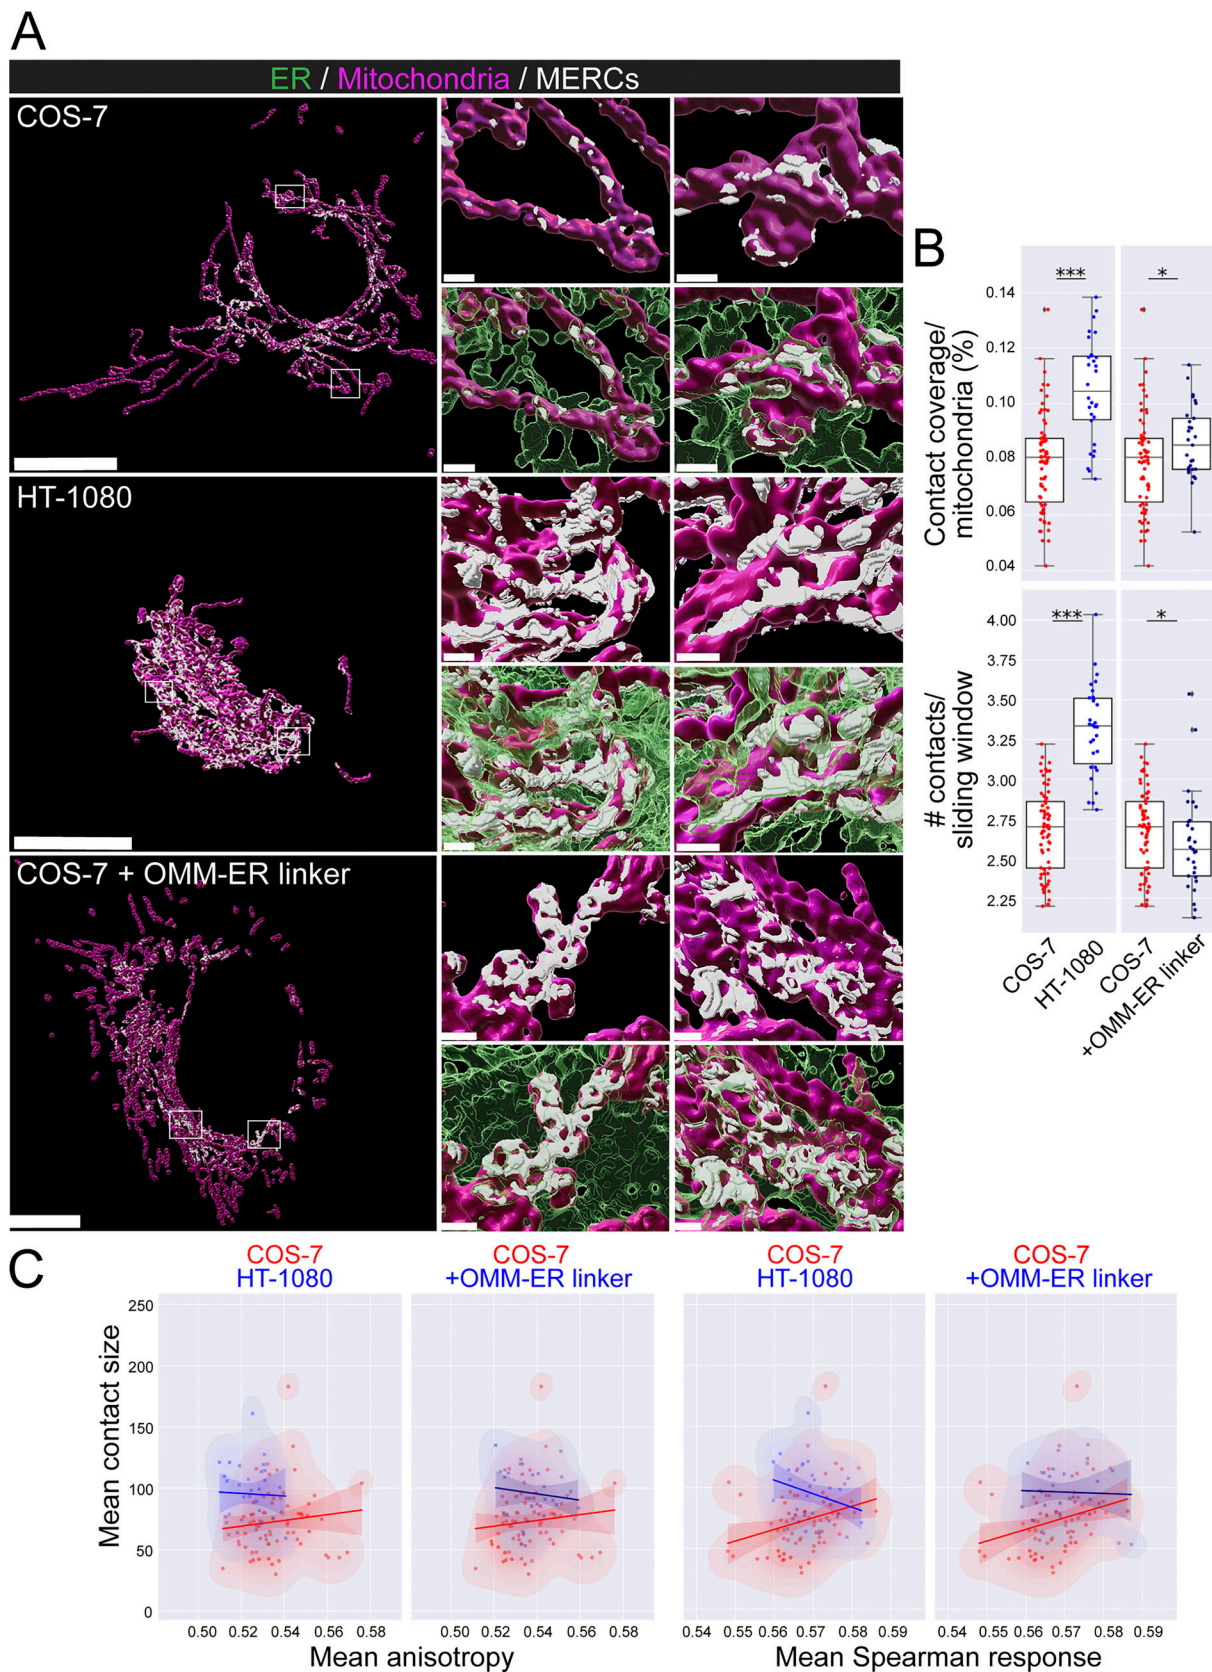 A
ER / Mitochondria / MERCs
COS-7
HT-1080
COS-7 + OMM-ER linker
B
Contact coverage/
mitochondria (%)
0.14
0.12
0.10
0.08
0.06
0.04
***
*
# contacts/
sliding window
4.00
3.75
3.50
3.25
3.00
2.75
2.50
2.25
***
*
COS-7
HT-1080
COS-7
+OMM-ER linker
C
COS-7
HT-1080
COS-7
+OMM-ER linker
COS-7
HT-1080
COS-7
+OMM-ER linker
Mean contact size
250
200
150
100
50
0
0.50 0.52 0.54 0.56 0.58
0.50 0.52 0.54 0.56 0.58
0.54 0.55 0.56 0.57 0.58 0.59
0.54 0.55 0.56 0.57 0.58 0.59
Mean anisotropy
Mean Spearman response